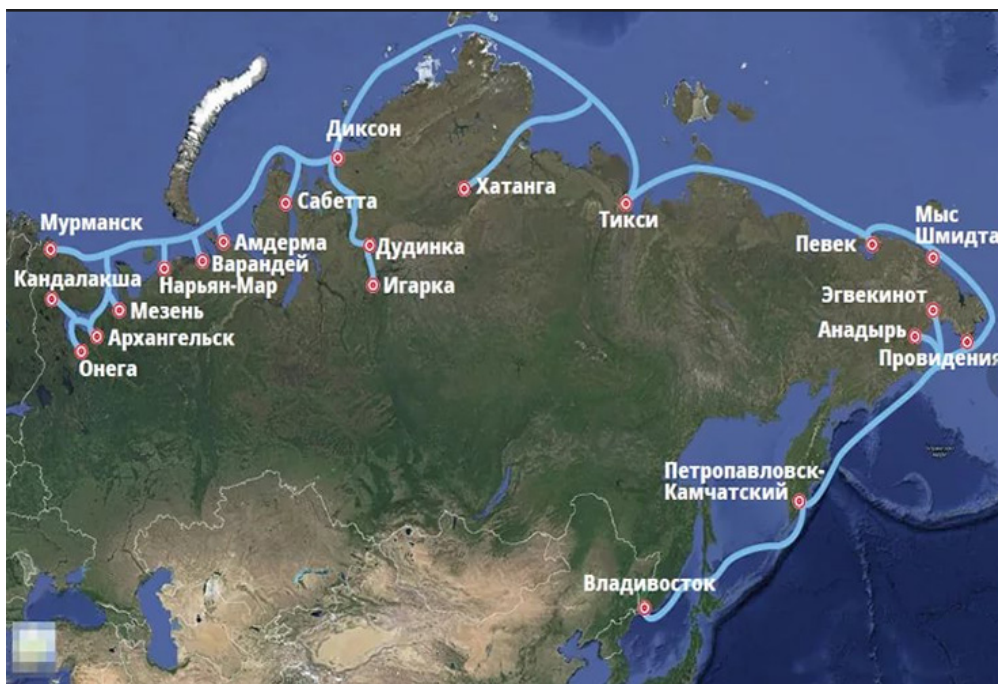 Диксон
Хатанга
Сабетта
Тикси
Мыс
Шмидта
Мурманск
Певек
Амдерма
Дудинка
Варандей
Кандалакша
Нарьян-Мар
Игарка
Эгвекинот
Мезень
Анадырь
Архангельск
Провидения
Онега
Петропавловск-
Камчатский
Владивосток